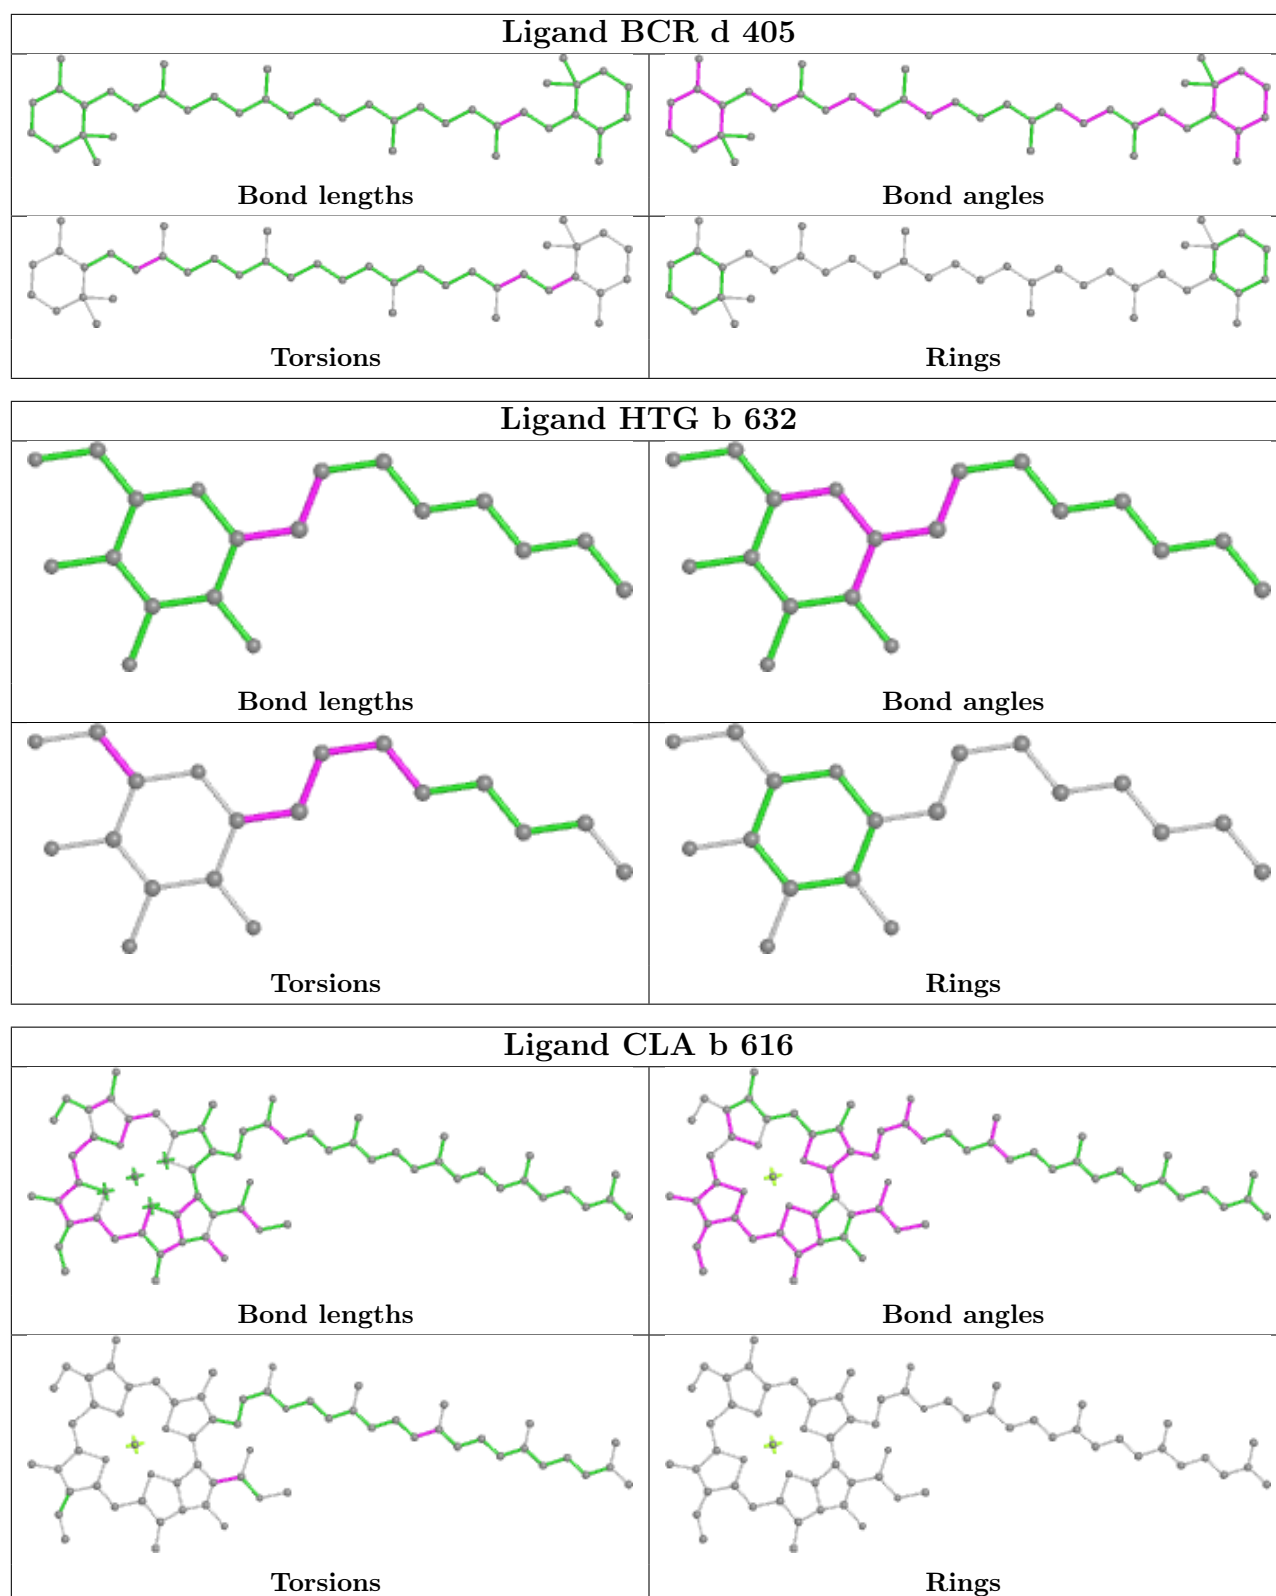 Ligand BCR d 405
Bond lengths
Bond angles
Torsions
Rings
Ligand HTG b 632
Bond lengths
Bond angles
Torsions
Rings
Ligand CLA b 616
Bond lengths
Bond angles
Torsions
Rings